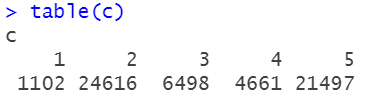 > table(c)
c
1 2 3 4 5
1102 24616 6498 4661 21497